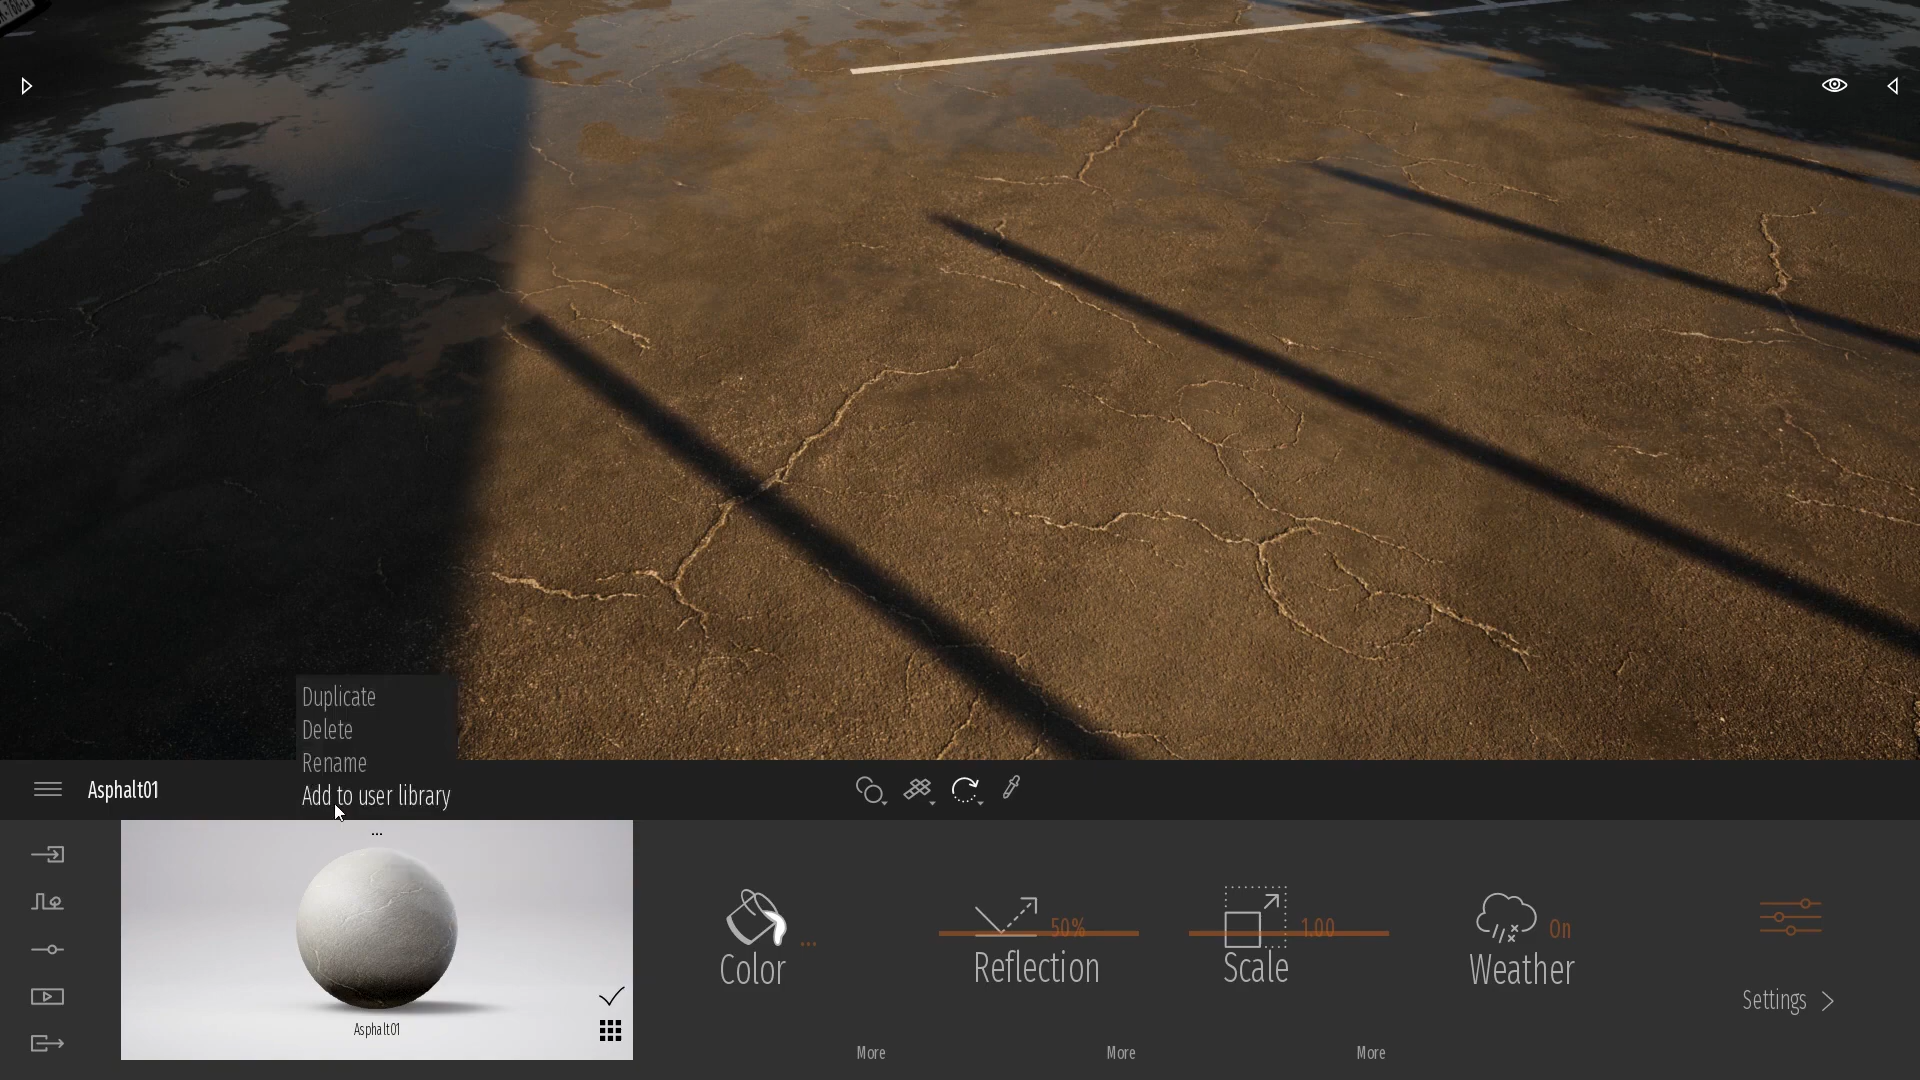 Duplicate
Delete
Rename
Add to user library
Asphalt01
...
Asphalt01
...
Color
50%
Reflection
1.00
Scale
On
Weather
Settings
More
More
More